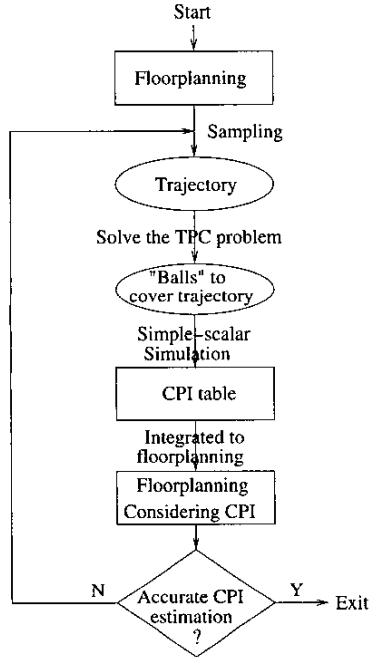 Start
Floorplanning
Sampling
Trajectory
Solve the TPC problem
"Balls" to
cover trajectory
Simple-scalar
Simulation
CPI table
Integrated to
floorplanning
Floorplanning
Considering CPI
N
Accurate CPI
Y
Exit
estimation
?